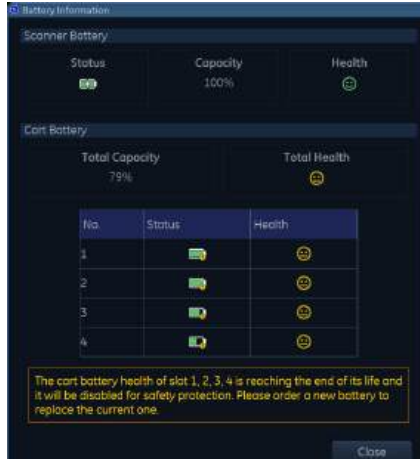 Battery Information
Scanner Battery
Status Capacity Health
100%
Cart Battery
Total Capacity Total Health
79%
No. Status Health
1
2
3
4
The cart battery health of slot 1, 2, 3, 4 is reaching the end of its life and
it will be disabled for safety protection. Please order a new battery to
replace the current one.
Close